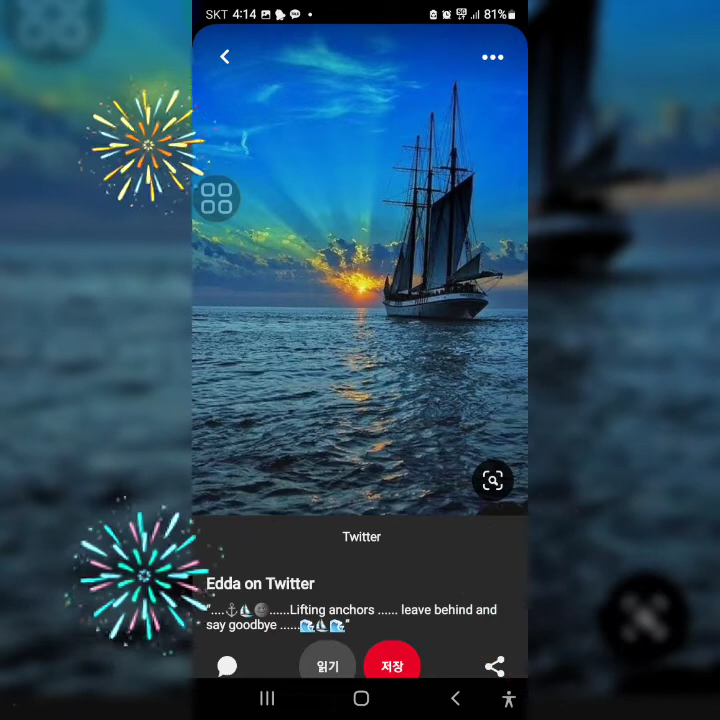 SKT 4:14 81%
Twitter
Edda on Twitter
"....⚓⛵🌚......Lifting anchors ...... leave behind and
say goodbye ......🌊⛵🌊"
읽기 저장